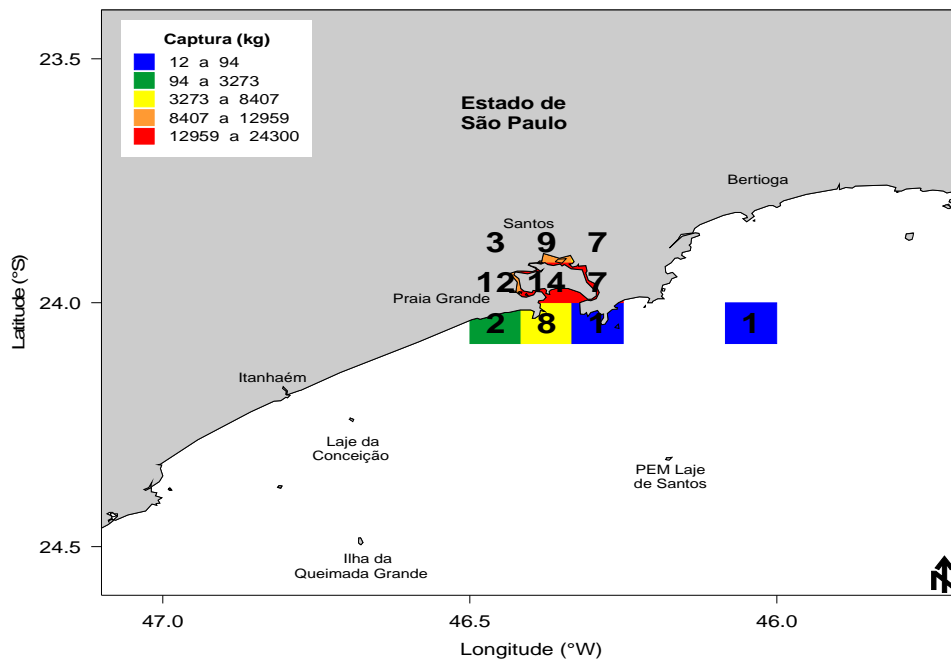 Captura (kg)
12 a 94
94 a 3273
3273 a 8407
8407 a 12959
12959 a 24300
Estado de
São Paulo
Bertioga
Santos
3 9 7
12 14 7
Praia Grande
2 8 1 1
Itanhaém
Laje da
Conceição
PEM Laje
de Santos
Ilha da
Queimada Grande
N
23.5
24.0
24.5
Latitude (°S)
47.0 46.5 46.0
Longitude (°W)